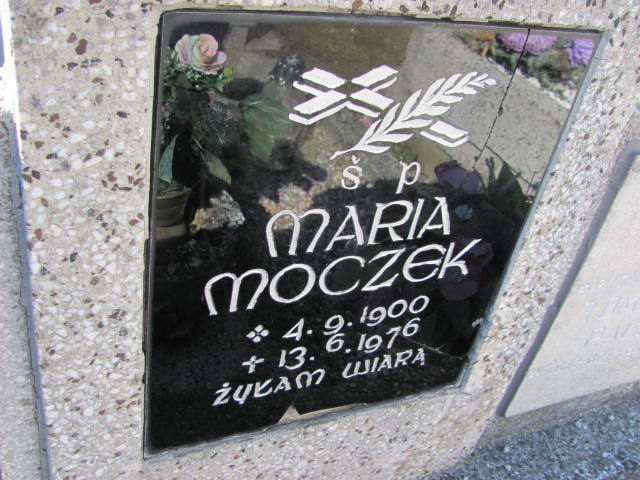 š p
MARIA
MOCZEK
4.9.1900
13.6.1976
ŻYŁAM WIARĄ